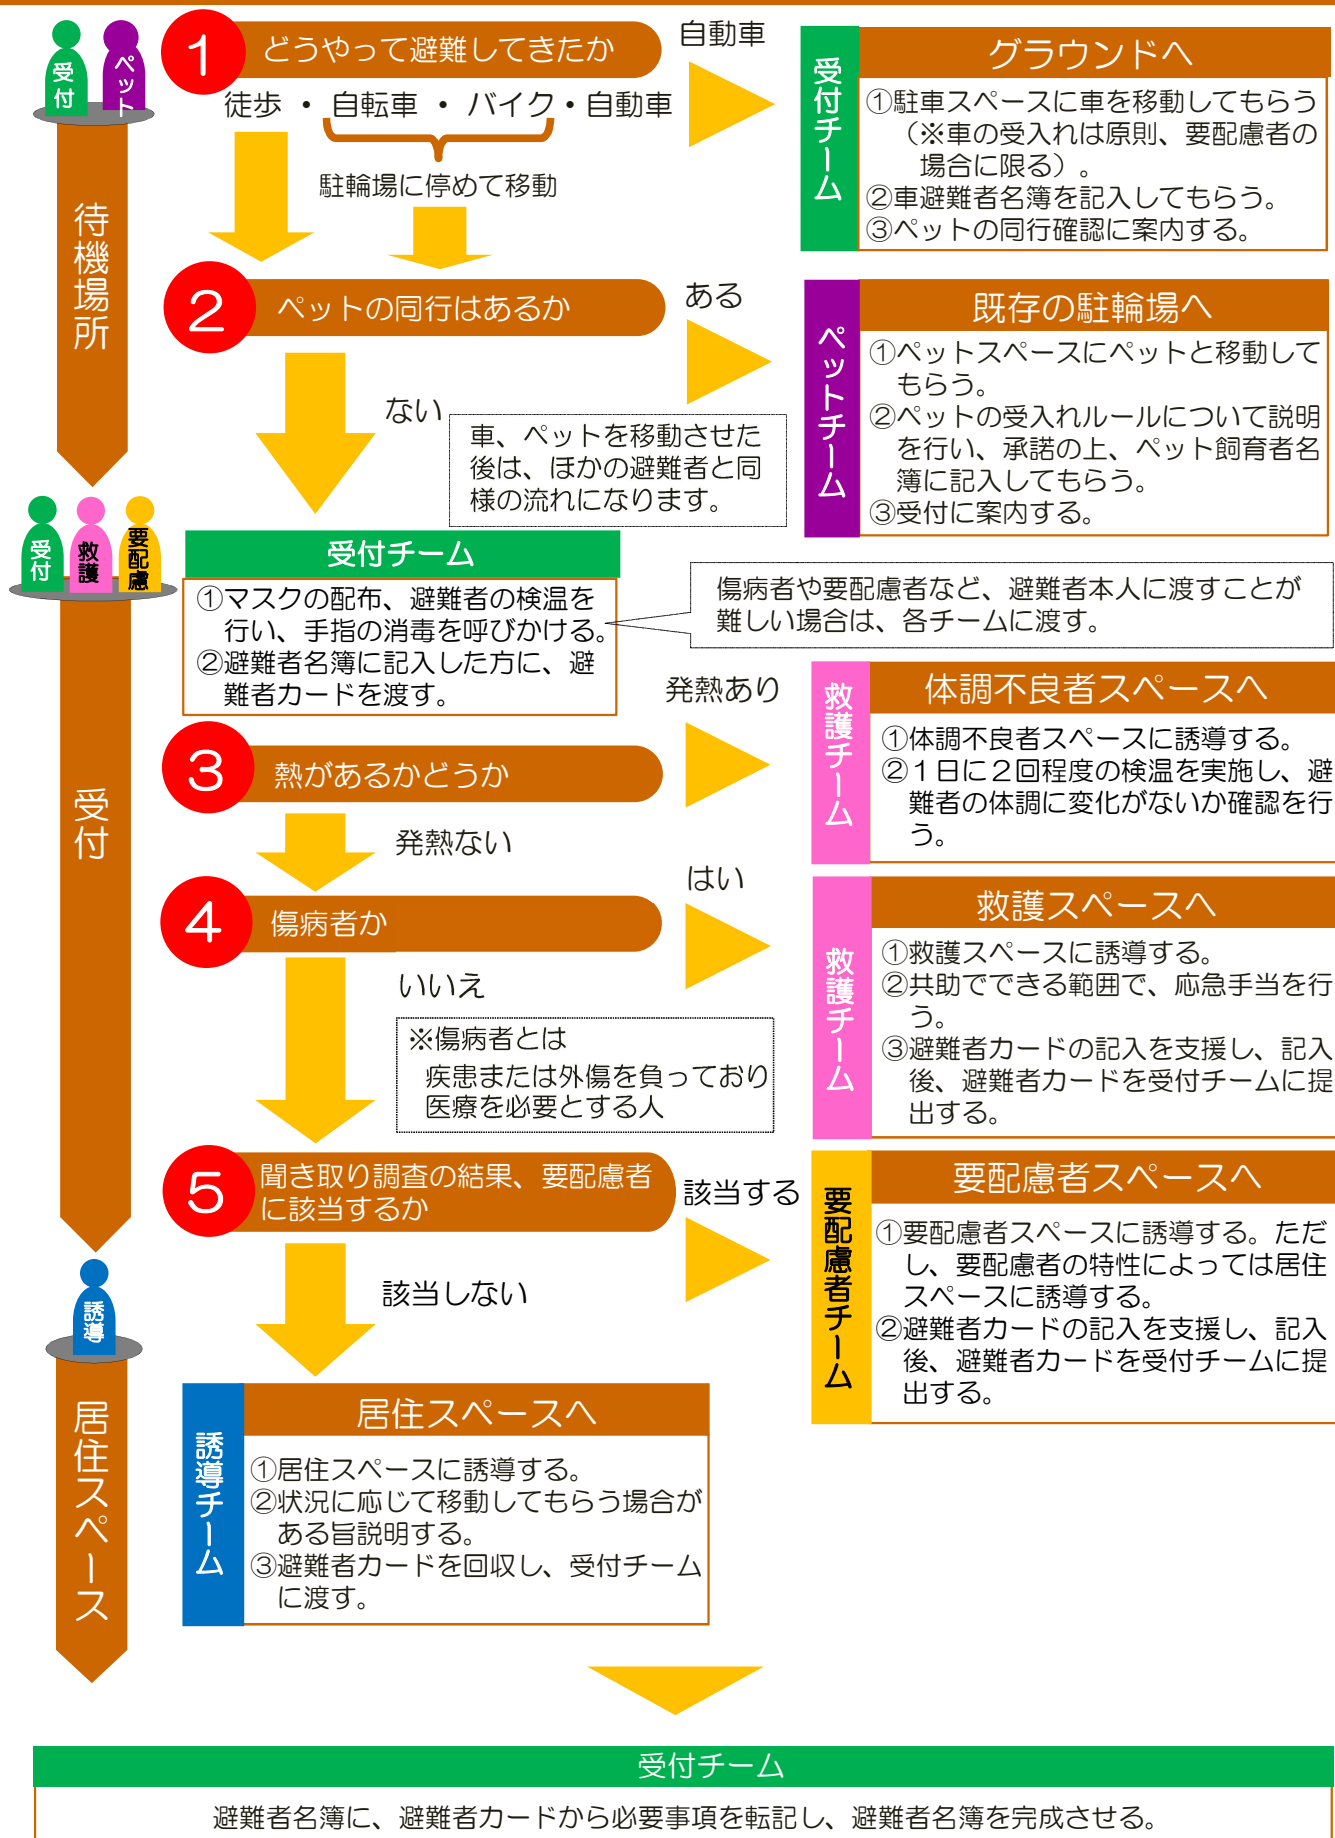 受付
ペット
待機場所
1
どうやって避難してきたか
自動車
徒歩 ・ 自転車 ・ バイク・自動車
駐輪場に停めて移動
受付チーム
グラウンドへ
①駐車スペースに車を移動してもらう
（※車の受入れは原則、要配慮者の
場合に限る）。
②車避難者名簿を記入してもらう。
③ペットの同行確認に案内する。
2
ペットの同行はあるか
ある
ない
車、ペットを移動させた
後は、ほかの避難者と同
様の流れになります。
ペットチーム
既存の駐輪場へ
①ペットスペースにペットと移動して
もらう。
②ペットの受入れルールについて説明
を行い、承諾の上、ペット飼育者名
簿に記入してもらう。
③受付に案内する。
受付
救護
要配慮
受付
受付チーム
①マスクの配布、避難者の検温を
行い、手指の消毒を呼びかける。
②避難者名簿に記入した方に、避
難者カードを渡す。
傷病者や要配慮者など、避難者本人に渡すことが
難しい場合は、各チームに渡す。
3
熱があるかどうか
発熱あり
発熱ない
救護チーム
体調不良者スペースへ
①体調不良者スペースに誘導する。
②１日に２回程度の検温を実施し、避
難者の体調に変化がないか確認を行
う。
4
傷病者か
はい
いいえ
※傷病者とは
疾患または外傷を負っており
医療を必要とする人
救護チーム
救護スペースへ
①救護スペースに誘導する。
②共助でできる範囲で、応急手当を行
う。
③避難者カードの記入を支援し、記入
後、避難者カードを受付チームに提
出する。
5
聞き取り調査の結果、要配慮者
に該当するか
該当する
該当しない
要配慮者チーム
要配慮者スペースへ
①要配慮者スペースに誘導する。ただ
し、要配慮者の特性によっては居住
スペースに誘導する。
②避難者カードの記入を支援し、記入
後、避難者カードを受付チームに提
出する。
誘導
居住スペース
誘導チーム
居住スペースへ
①居住スペースに誘導する。
②状況に応じて移動してもらう場合が
ある旨説明する。
③避難者カードを回収し、受付チーム
に渡す。
受付チーム
避難者名簿に、避難者カードから必要事項を転記し、避難者名簿を完成させる。